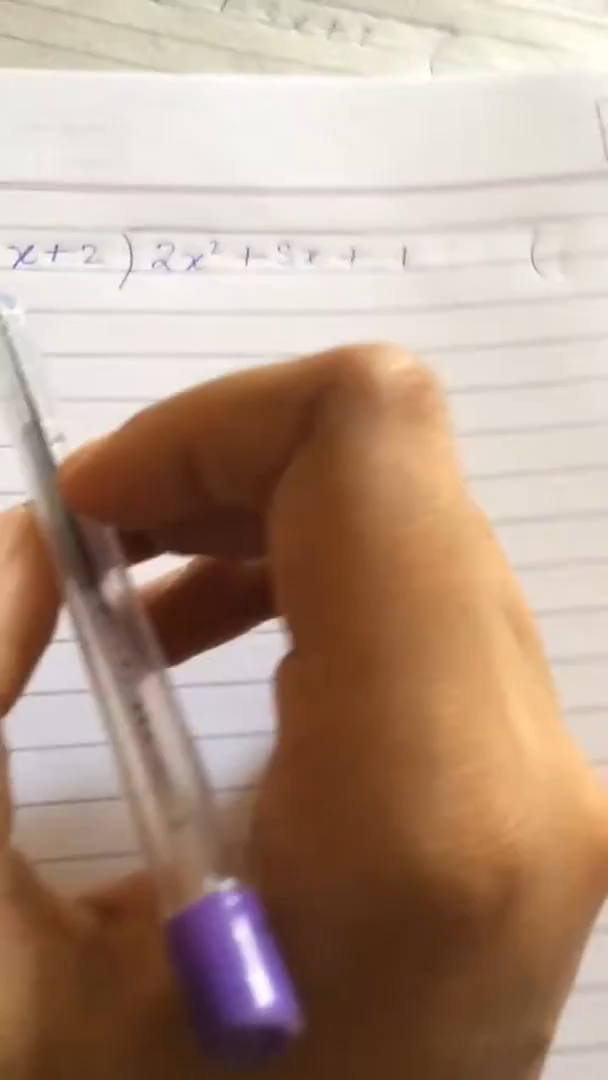 x+2 ) 2x² + 3x + 1 (